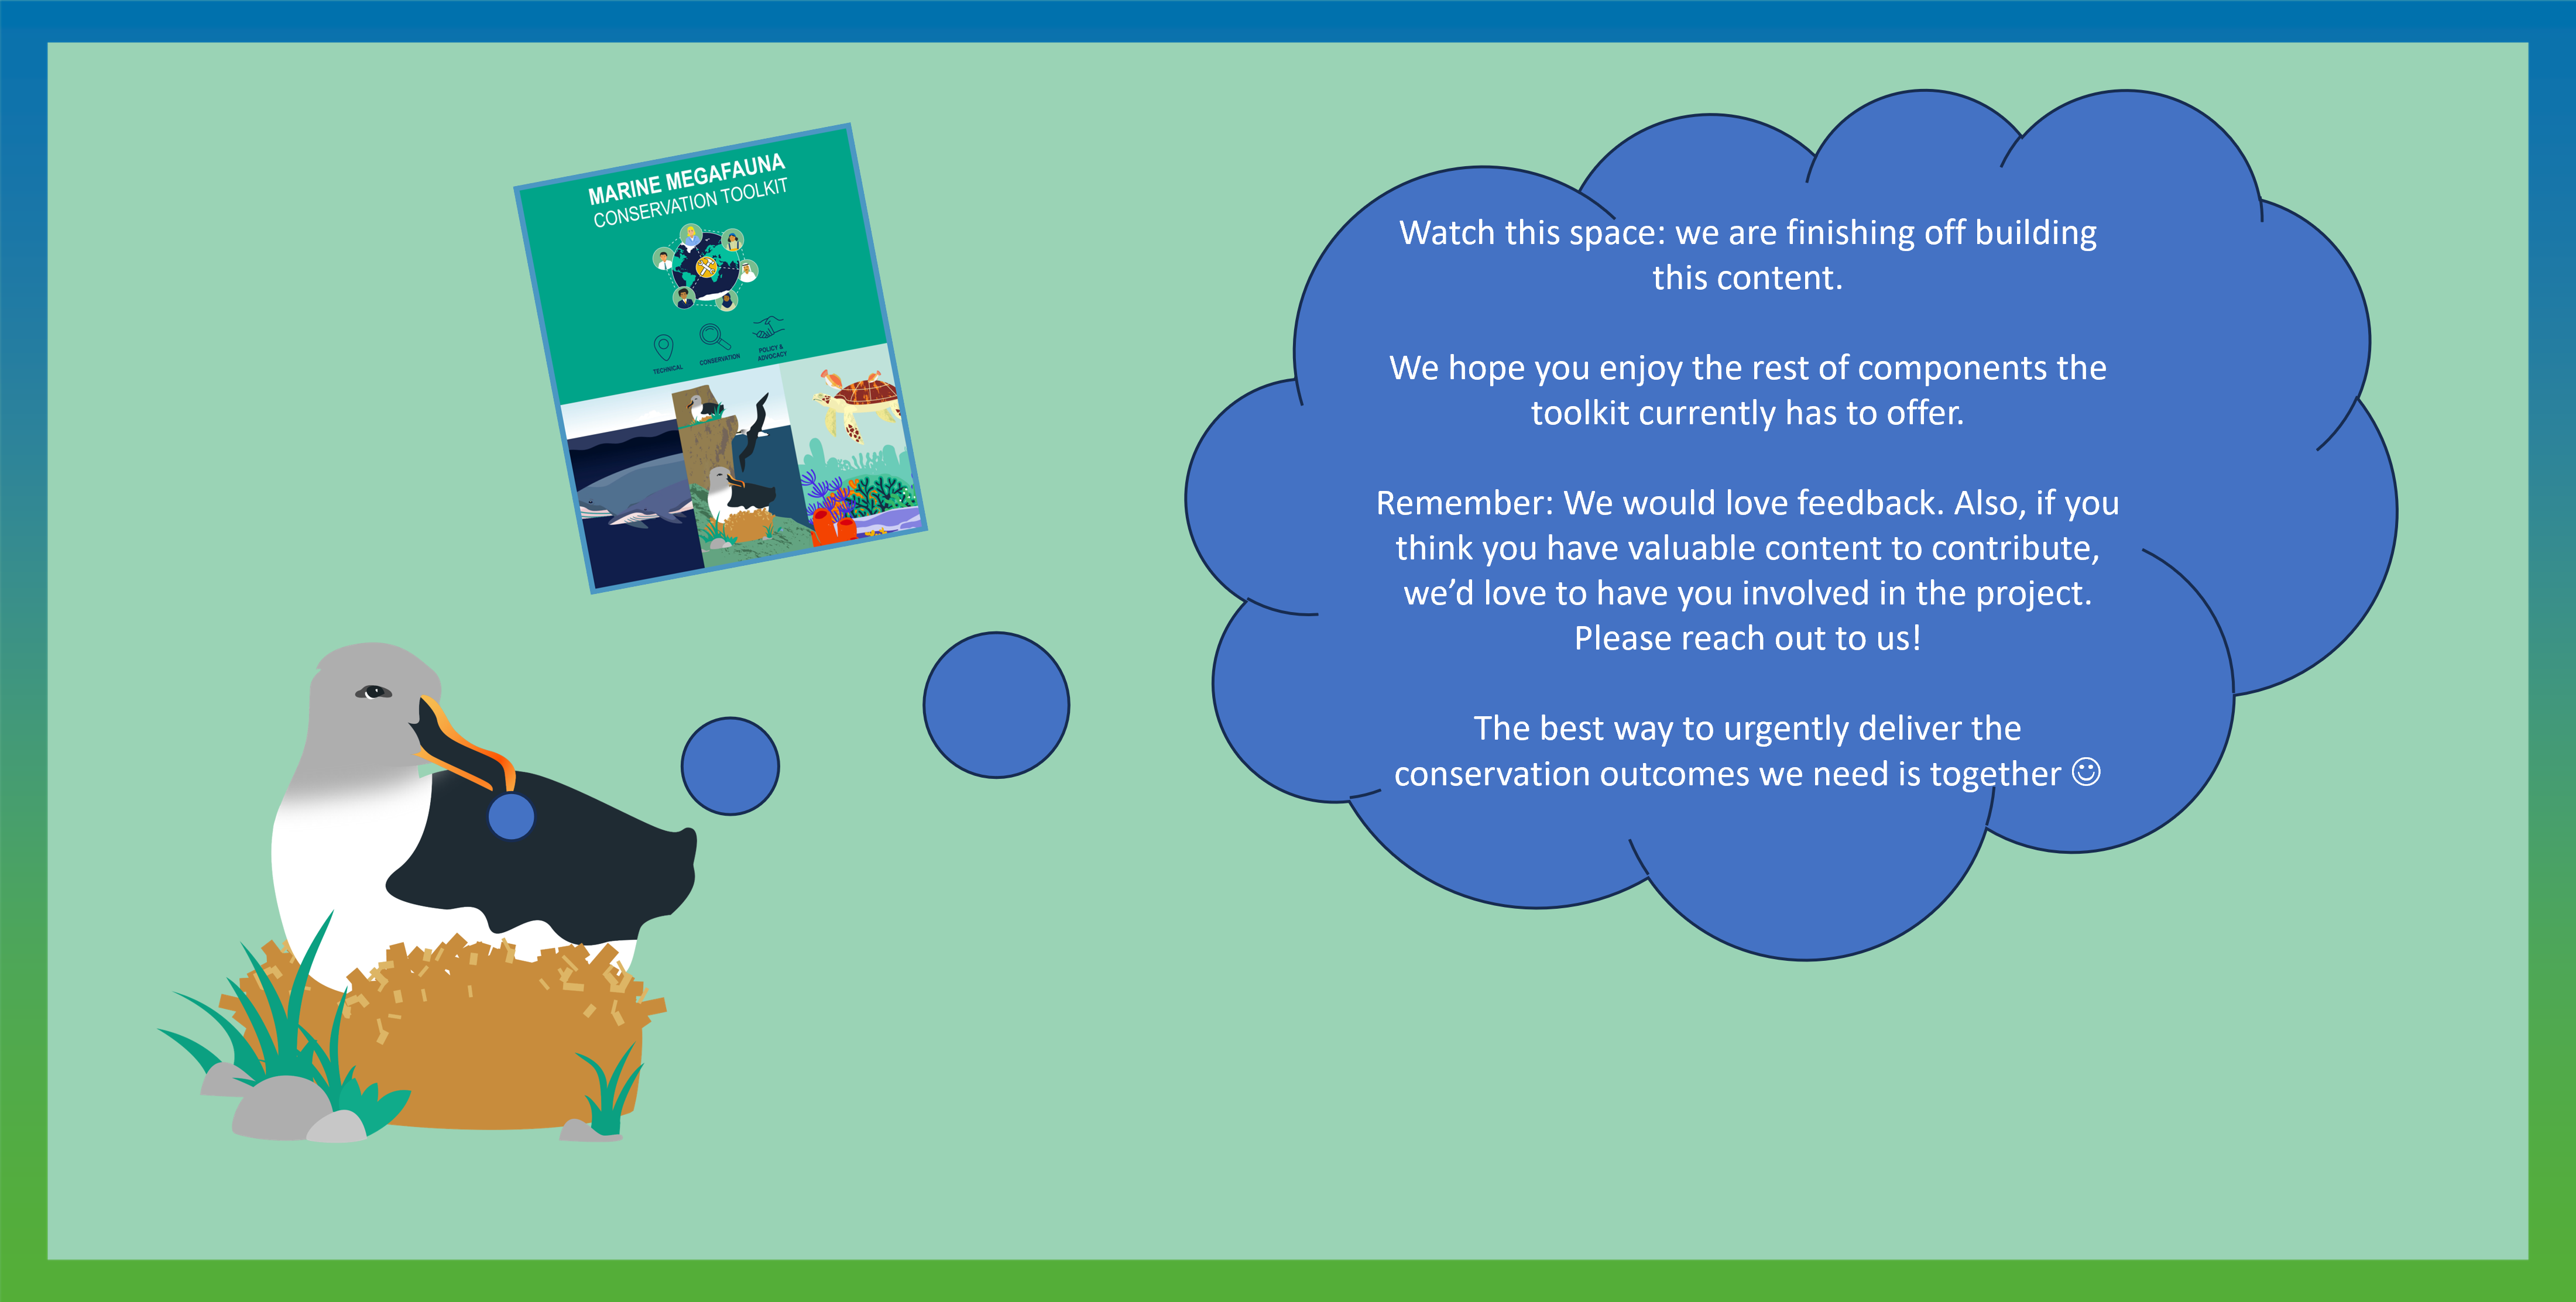 MARINE MEGAFAUNA
CONSERVATION TOOLKIT
TECHNICAL
CONSERVATION
POLICY &
ADVOCACY
Watch this space: we are finishing off building
this content.
We hope you enjoy the rest of components the
toolkit currently has to offer.
Remember: We would love feedback. Also, if you
think you have valuable content to contribute,
we’d love to have you involved in the project.
Please reach out to us!
The best way to urgently deliver the
conservation outcomes we need is together ☺